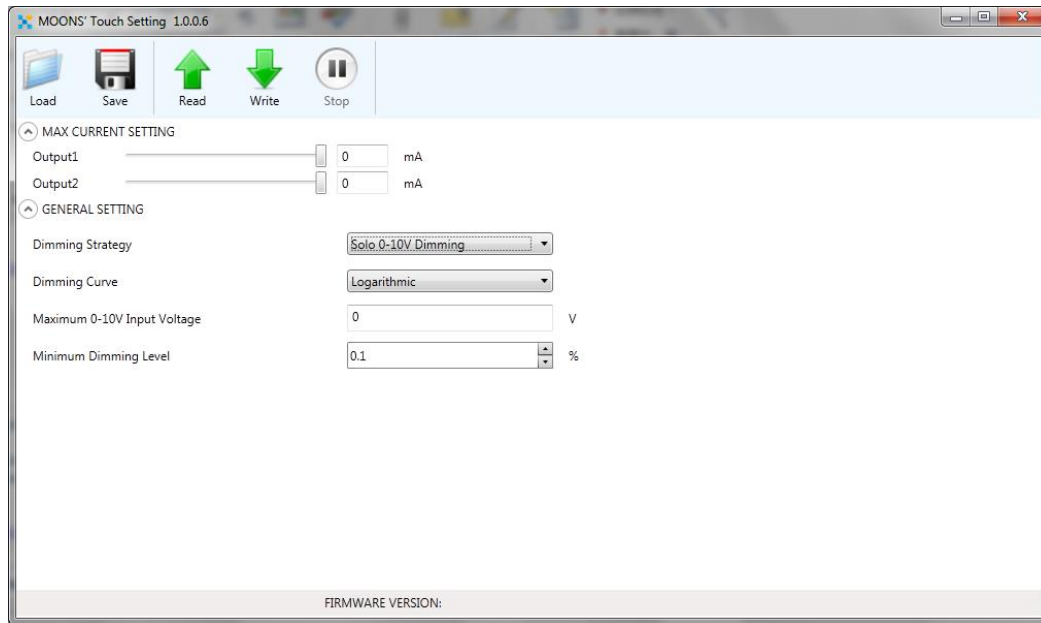 MOONS' Touch Setting 1.0.0.6
Load Save Read Write Stop
MAX CURRENT SETTING
Output1 0 mA
Output2 0 mA
GENERAL SETTING
Dimming Strategy Solo 0-10V Dimming
Dimming Curve Logarithmic
Maximum 0-10V Input Voltage 0 V
Minimum Dimming Level 0.1 %
FIRMWARE VERSION: